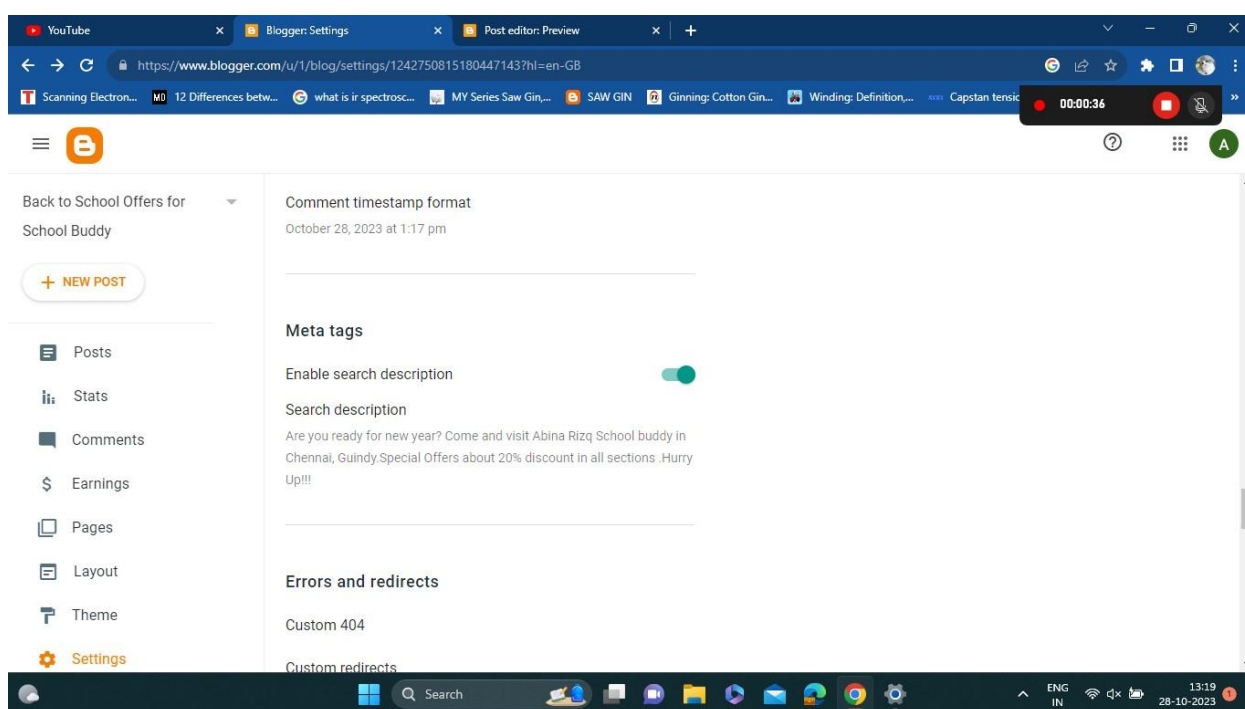 YouTube
Blogger: Settings
Post editor: Preview
https://www.blogger.com/u/1/blog/settings/1242750815180447143?hl=en-GB
Scanning Electron... MD 12 Differences betw... what is ir spectrosc... MY Series Saw Gin,... SAW GIN Ginning: Cotton Gin... Winding: Definition,... Capstan tensic
00:00:36
A
Back to School Offers for
School Buddy
NEW POST
Posts
Stats
Comments
Earnings
Pages
Layout
Theme
Settings
Comment timestamp format
October 28, 2023 at 1:17 pm
Meta tags
Enable search description
Search description
Are you ready for new year? Come and visit Abina Rizq School buddy in
Chennai, Guindy.Special Offers about 20% discount in all sections .Hurry
Up!!!
Errors and redirects
Custom 404
Custom redirects
Search
ENG
IN
13:19
28-10-2023
1